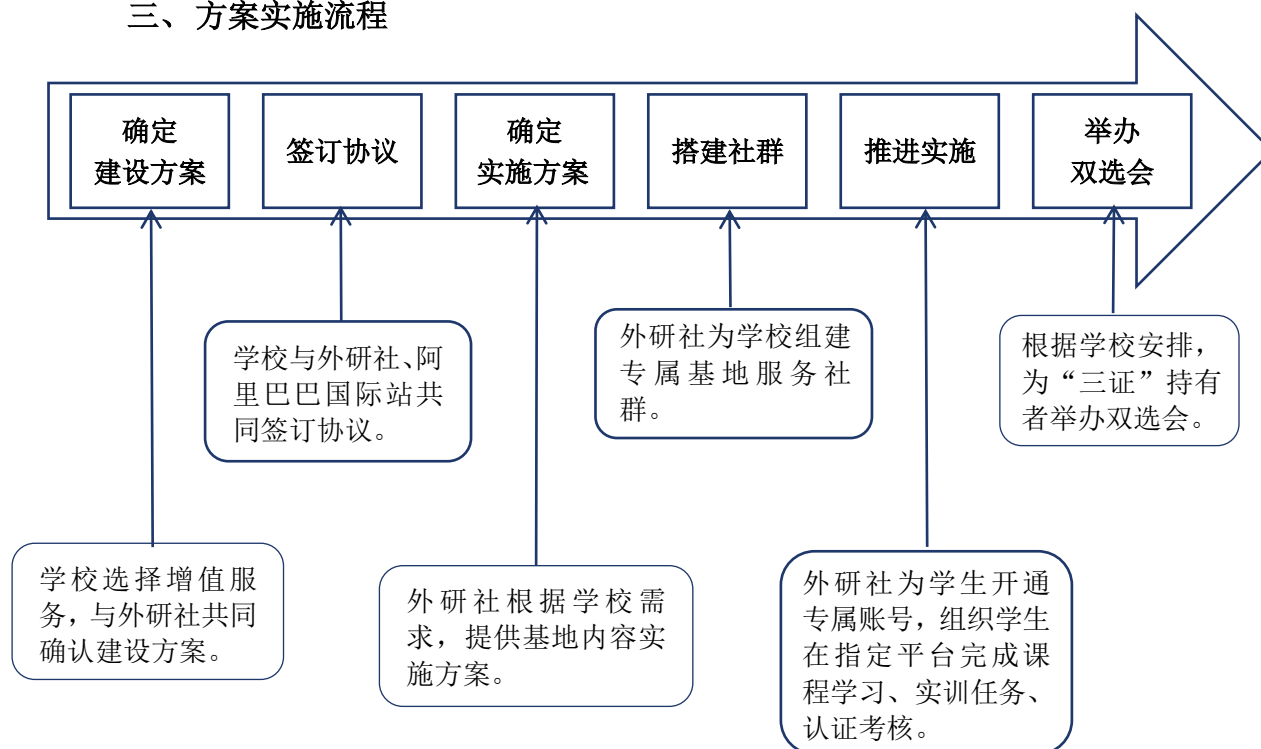 三、方案实施流程
确定
建设方案
签订协议
确定
实施方案
搭建社群
推进实施
举办
双选会
学校与外研社、阿
里巴巴国际站共
同签订协议。
外研社为学校组建
专属基地服务社
群。
根据学校安排，
为“三证”持有
者举办双选会。
学校选择增值服
务，与外研社共同
确认建设方案。
外研社根据学校需
求，提供基地内容实
施方案。
外研社为学生开通
专属账号，组织学生
在指定平台完成课
程学习、实训任务、
认证考核。